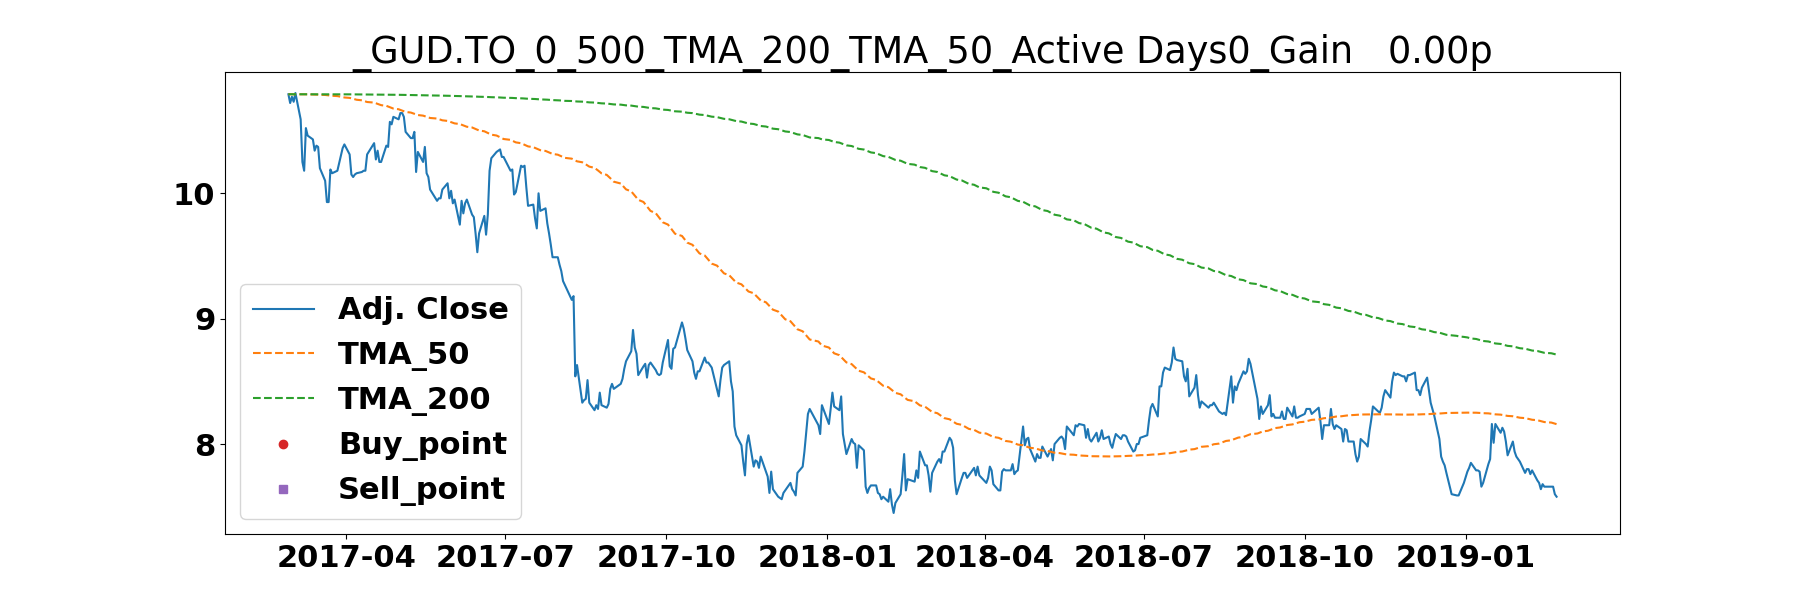 _GUD.TO_0_500_TMA_200_TMA_50_Active Days0_Gain   0.00p
10
9
8
Adj. Close
TMA_50
TMA_200
Buy_point
Sell_point
2017-04 2017-07 2017-10 2018-01 2018-04 2018-07 2018-10 2019-01